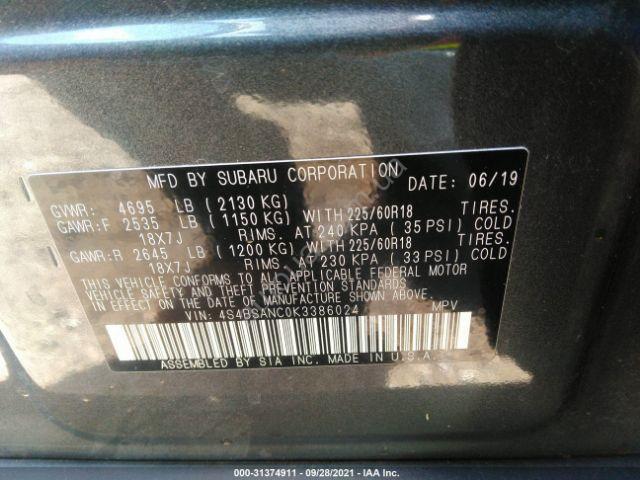 MFD BY SUBARU CORPORATION DATE: 06/19
GVWR: 4695 LB (2130 KG)
GAWR:F 2535 LB (1150 KG) WITH 225/60R18 TIRES.
18X7J RIMS. AT 240 KPA (35 PSI) COLD
GAWR:R 2645 LB (1200 KG) WITH 225/60R18 TIRES.
18X7J RIMS. AT 230 KPA (33 PSI) COLD
THIS VEHICLE CONFORMS TO ALL APPLICABLE FEDERAL MOTOR
VEHICLE SAFETY AND THEFT PREVENTION STANDARDS
IN EFFECT ON THE DATE OF MANUFACTURE SHOWN ABOVE.
VIN: 4S4BSANC0K3386024 MPV
ASSEMBLED BY SIA INC. MADE IN U.S.A.
000-31374911 - 09/28/2021 - IAA Inc.